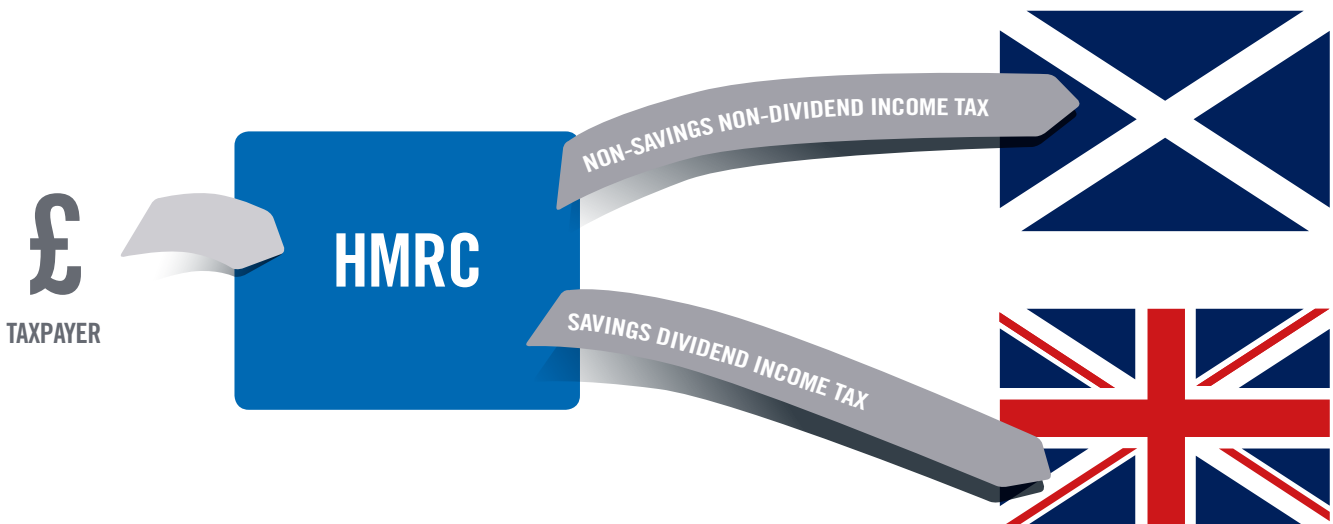 £
TAXPAYER
HMRC
NON-SAVINGS NON-DIVIDEND INCOME TAX
SAVINGS DIVIDEND INCOME TAX